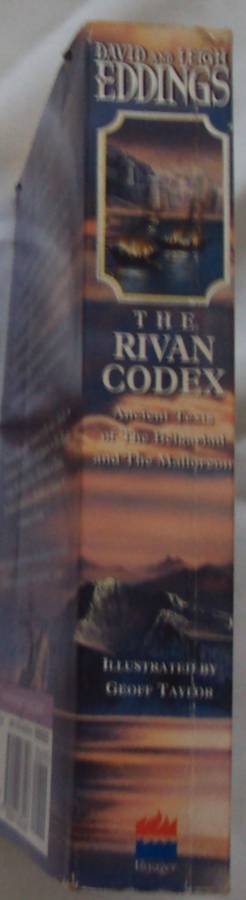 DAVID AND LEIGH
EDDINGS
THE
RIVAN
CODEX
Ancient Texts
of The Belgariad
and The Malloreon
ILLUSTRATED BY
GEOFF TAYLOR
Voyager